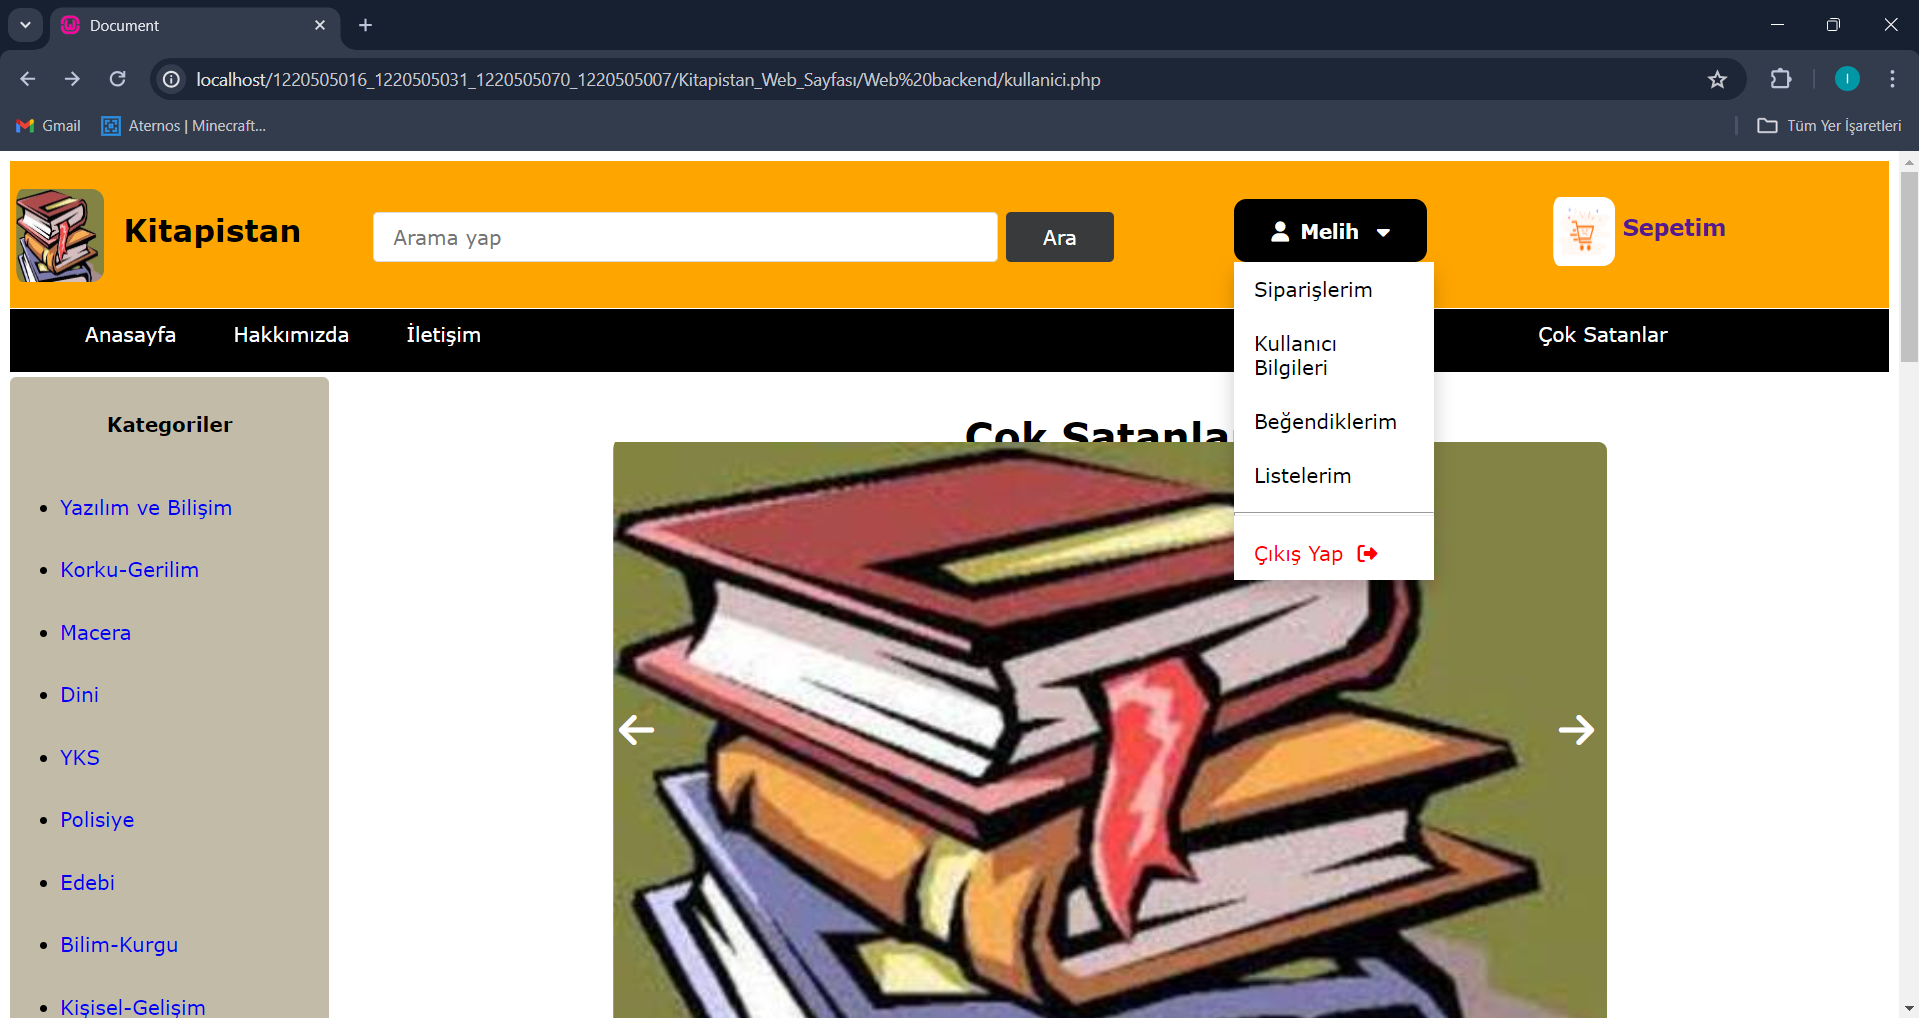 Document
localhost/1220505016_1220505031_1220505070_1220505007/Kitapistan_Web_Sayfası/Web%20backend/kullanici.php
I
Gmail
Aternos | Minecraft...
Tüm Yer İşaretleri
Kitapistan
Arama yap
Ara
Melih
Sepetim
Siparişlerim
Kullanıcı
Bilgileri
Beğendiklerim
Listelerim
Çıkış Yap
Anasayfa
Hakkımızda
İletişim
Çok Satanlar
Kategoriler
Yazılım ve Bilişim
Korku-Gerilim
Macera
Dini
YKS
Polisiye
Edebi
Bilim-Kurgu
Kişisel-Gelişim
Çok Satanla